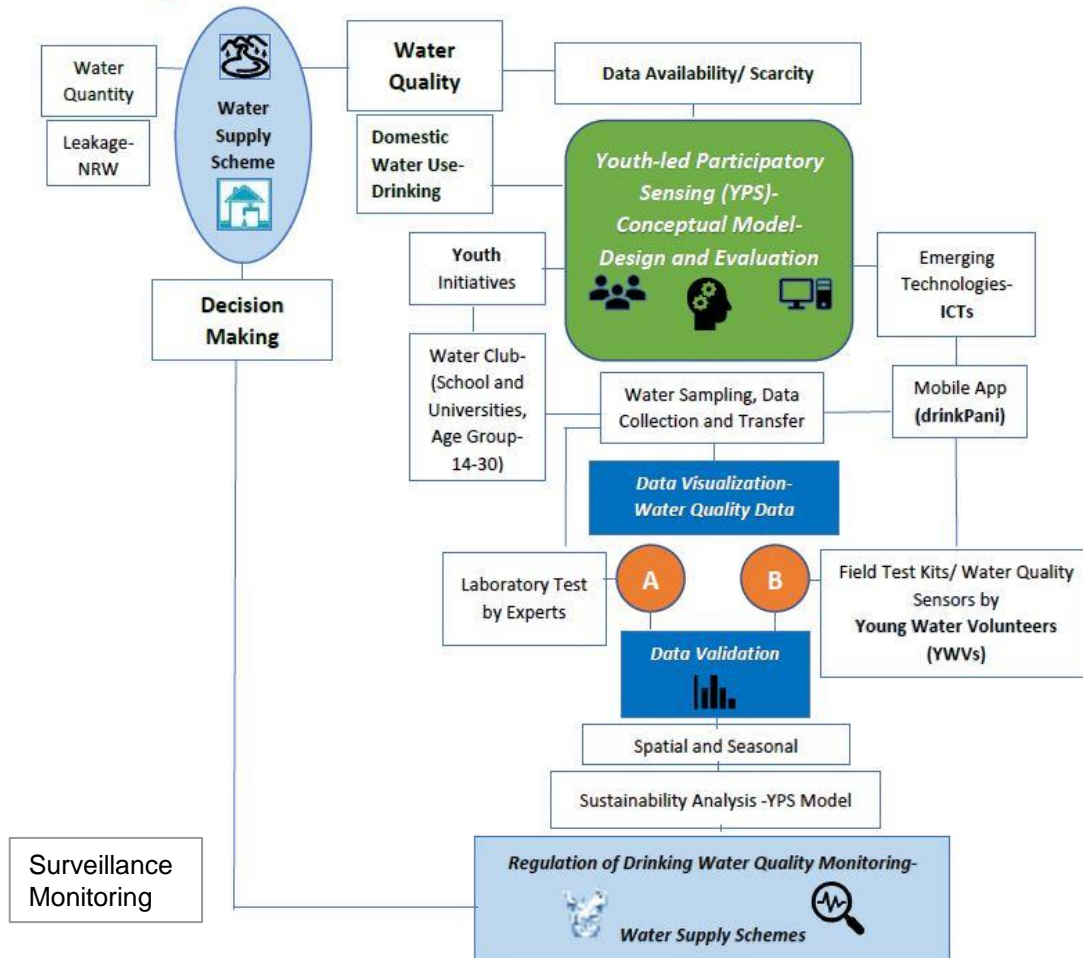 Water
Quantity
Leakage-
NRW
Water
Supply
Scheme
Water
Quality
Data Availability/ Scarcity
Domestic
Water Use-
Drinking
Youth-led Participatory
Sensing (YPS)-
Conceptual Model-
Design and Evaluation
Youth
Initiatives
Emerging
Technologies-
ICTs
Decision
Making
Water Club-
(School and
Universities,
Age Group-
14-30)
Water Sampling, Data
Collection and Transfer
Mobile App
(drinkPani)
Data Visualization-
Water Quality Data
Laboratory Test
by Experts
A
B
Field Test Kits/ Water Quality
Sensors by
Young Water Volunteers
(YWVs)
Data Validation
Spatial and Seasonal
Sustainability Analysis -YPS Model
Surveillance
Monitoring
Regulation of Drinking Water Quality Monitoring-
Water Supply Schemes